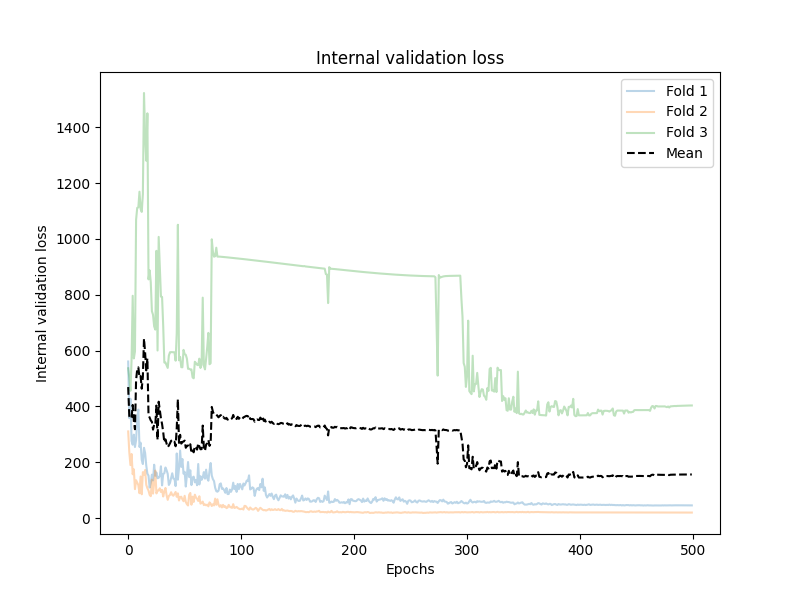 Internal validation loss
Fold 1
Fold 2
Fold 3
Mean
Internal validation loss
1400
1200
1000
800
600
400
200
0
0 100 200 300 400 500
Epochs